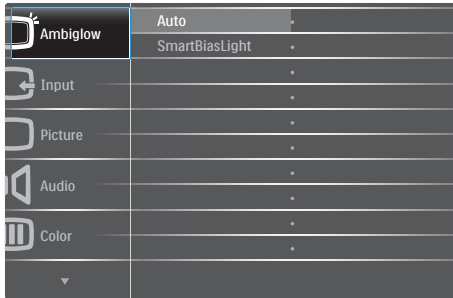 Ambiglow
Auto
SmartBiasLight
Input
Picture
Audio
Color